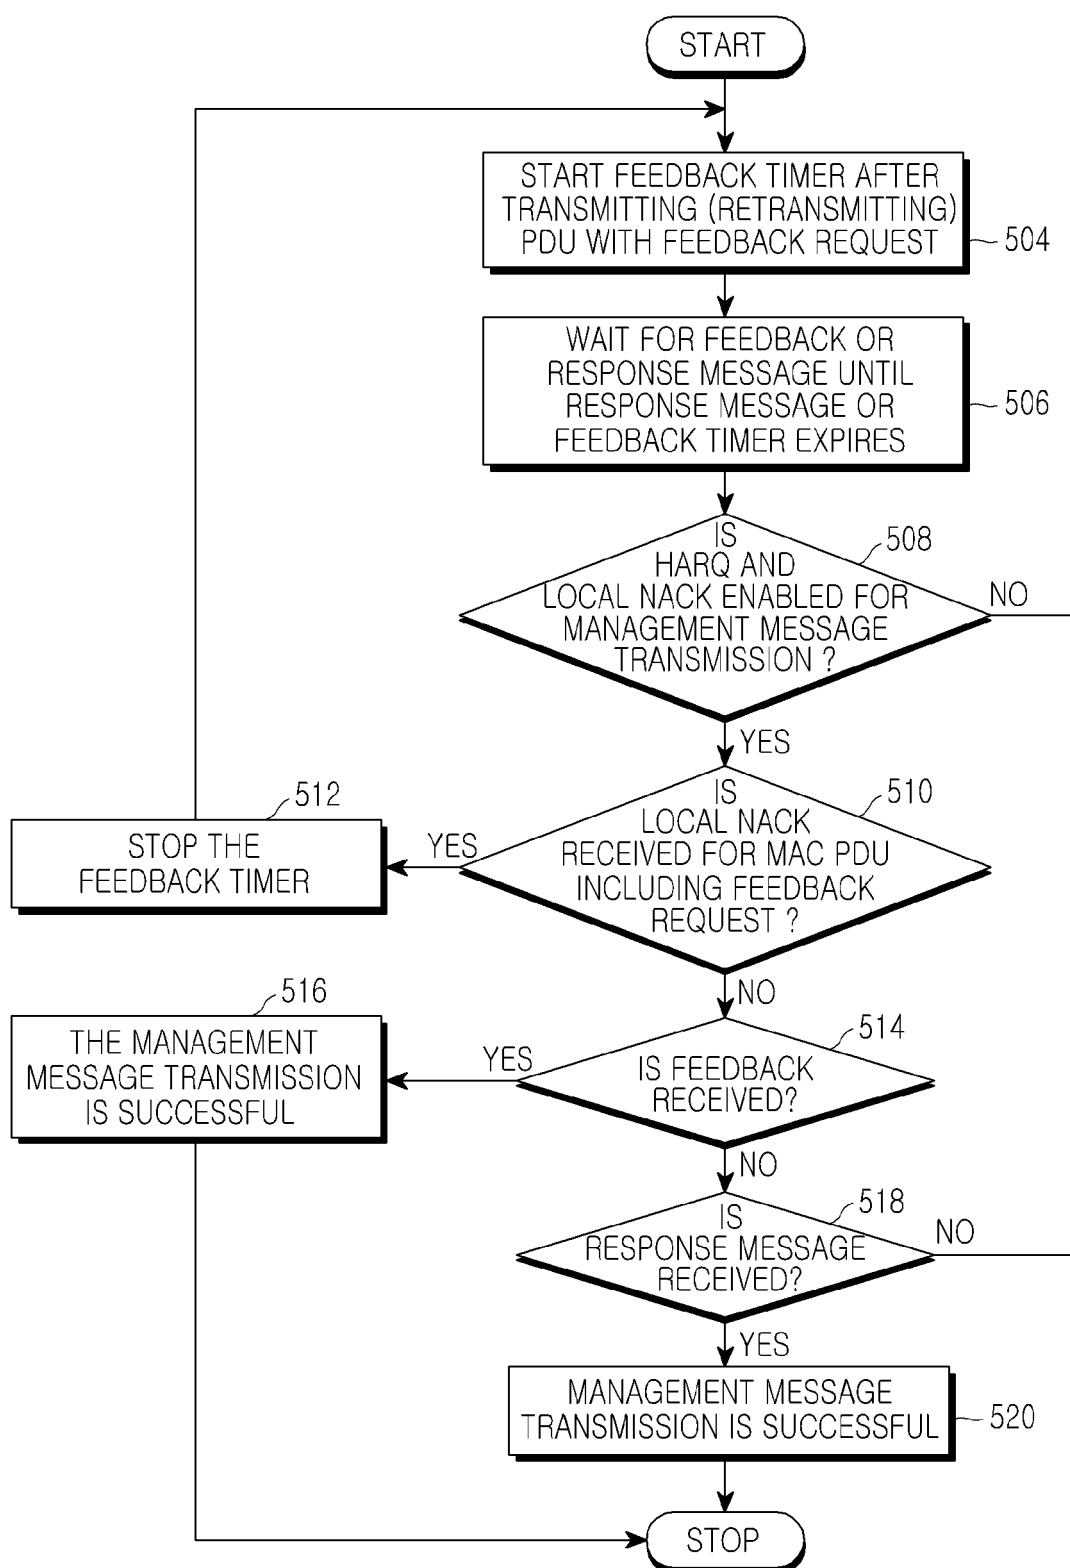 START
START FEEDBACK TIMER AFTER
TRANSMITTING (RETRANSMITTING)
PDU WITH FEEDBACK REQUEST
504
WAIT FOR FEEDBACK OR
RESPONSE MESSAGE UNTIL
RESPONSE MESSAGE OR
FEEDBACK TIMER EXPIRES
506
IS
HARQ AND
LOCAL NACK ENABLED FOR
MANAGEMENT MESSAGE
TRANSMISSION ?
508
NO
YES
512
STOP THE
FEEDBACK TIMER
YES
IS
LOCAL NACK
RECEIVED FOR MAC PDU
INCLUDING FEEDBACK
REQUEST ?
510
NO
516
THE MANAGEMENT
MESSAGE TRANSMISSION
IS SUCCESSFUL
YES
IS FEEDBACK
RECEIVED?
514
NO
IS
RESPONSE MESSAGE
RECEIVED?
518
NO
YES
MANAGEMENT MESSAGE
TRANSMISSION IS SUCCESSFUL
520
STOP